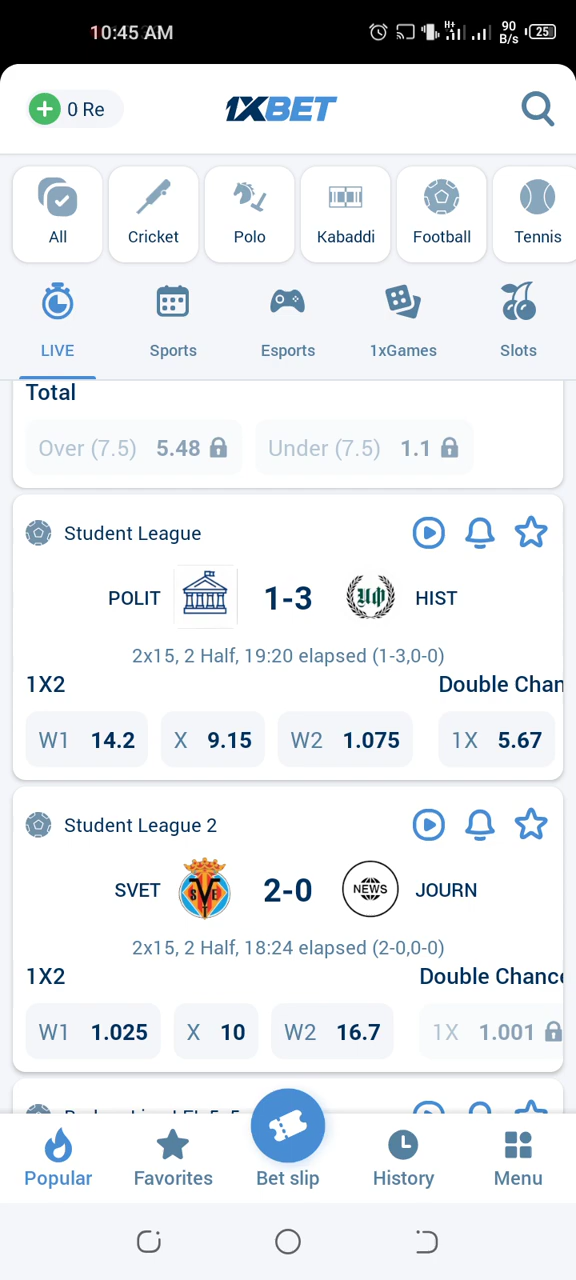 10:45 AM
H+
90 B/s
25
0 Re
1XBET
All
Cricket
Polo
Kabaddi
Football
Tennis
LIVE
Sports
Esports
1xGames
Slots
Total
Over (7.5) 5.48
Under (7.5) 1.1
Student League
POLIT 1-3 HIST
2x15, 2 Half, 19:20 elapsed (1-3,0-0)
1X2 Double Chan
W1 14.2 X 9.15 W2 1.075 1X 5.67
Student League 2
SVET 2-0 NEWS JOURN
2x15, 2 Half, 18:24 elapsed (2-0,0-0)
1X2 Double Chance
W1 1.025 X 10 W2 16.7 1X 1.001
Popular
Favorites
Bet slip
History
Menu